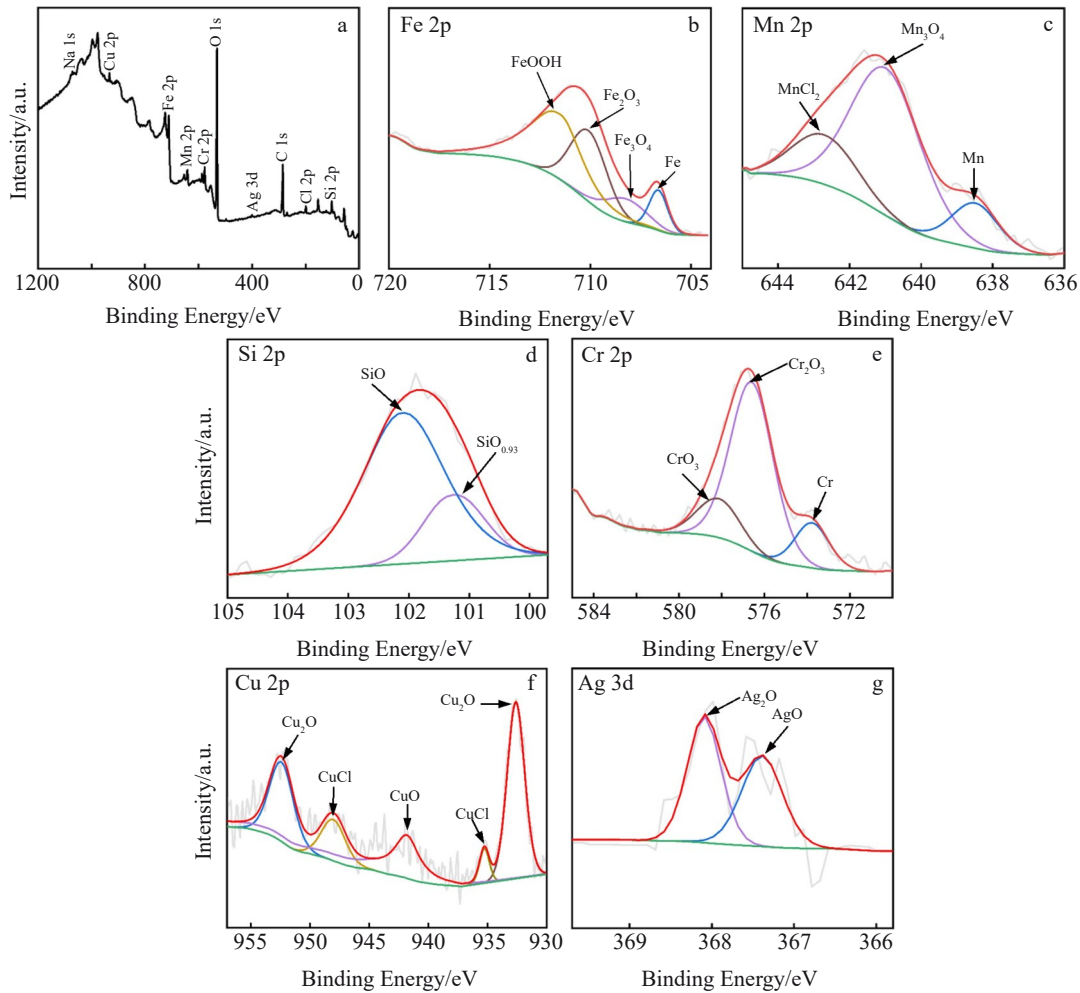 a
Na 1s
Cu 2p
Fe 2p
Mn 2p
Cr 2p
O 1s
Ag 3d
C 1s
Cl 2p
Si 2p
Intensity/a.u.
1200 800 400 0
Binding Energy/eV
Fe 2p b
FeOOH
Fe₂O₃
Fe₃O₄
Fe
720 715 710 704
Binding Energy/eV
Mn 2p c
Mn₃O₄
MnCl₂
Mn
644 642 640 638 636
Binding Energy/eV
Si 2p d
SiO
SiO₀.₉₃
Intensity/a.u.
105 104 103 102 101 100
Binding Energy/eV
Cr 2p e
Cr₂O₃
CrO₃
Cr
584 580 576 572
Binding Energy/eV
Cu 2p f
Cu₂O
Cu₂O
CuCl
CuO
CuCl
Intensity/a.u.
955 950 945 940 935 930
Binding Energy/eV
Ag 3d g
Ag₂O
AgO
369 368 367 366
Binding Energy/eV